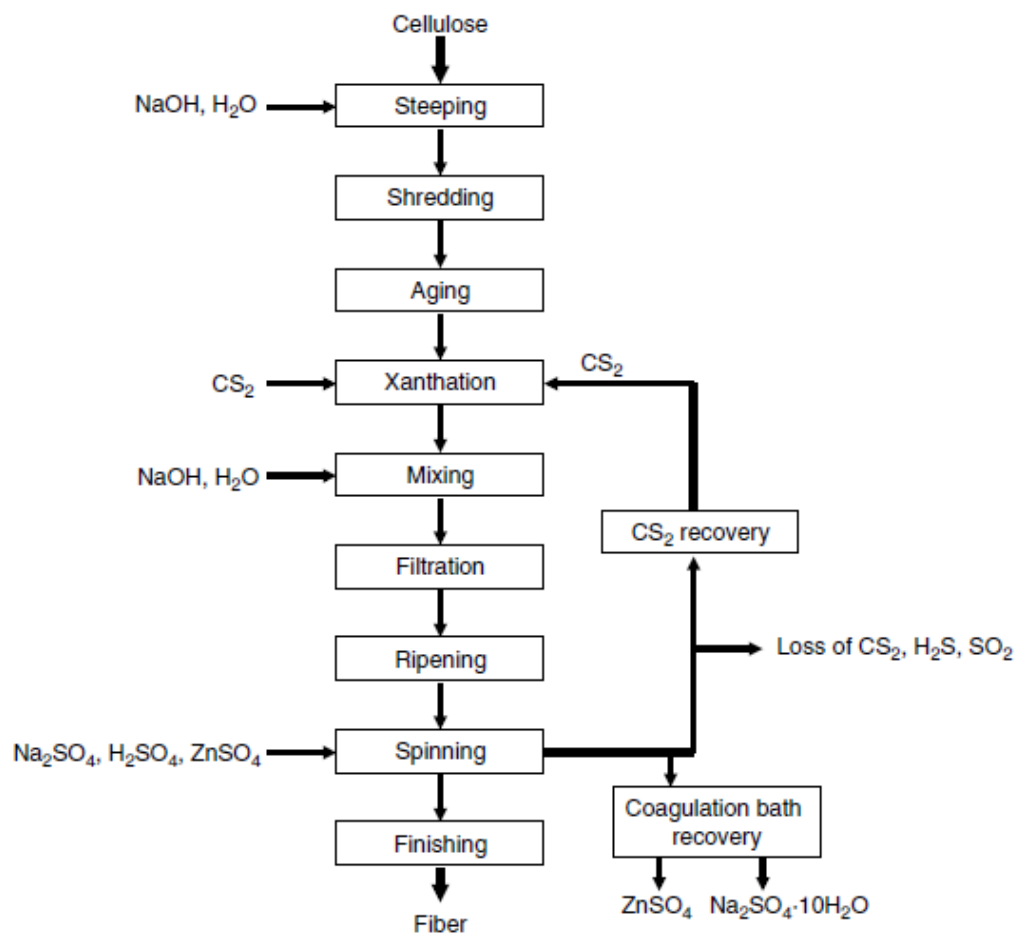 Cellulose
NaOH, H₂O
Steeping
Shredding
Aging
CS₂
Xanthation
CS₂
NaOH, H₂O
Mixing
CS₂ recovery
Filtration
Ripening
Loss of CS₂, H₂S, SO₂
Na₂SO₄, H₂SO₄, ZnSO₄
Spinning
Coagulation bath
recovery
Finishing
ZnSO₄
Na₂SO₄·10H₂O
Fiber